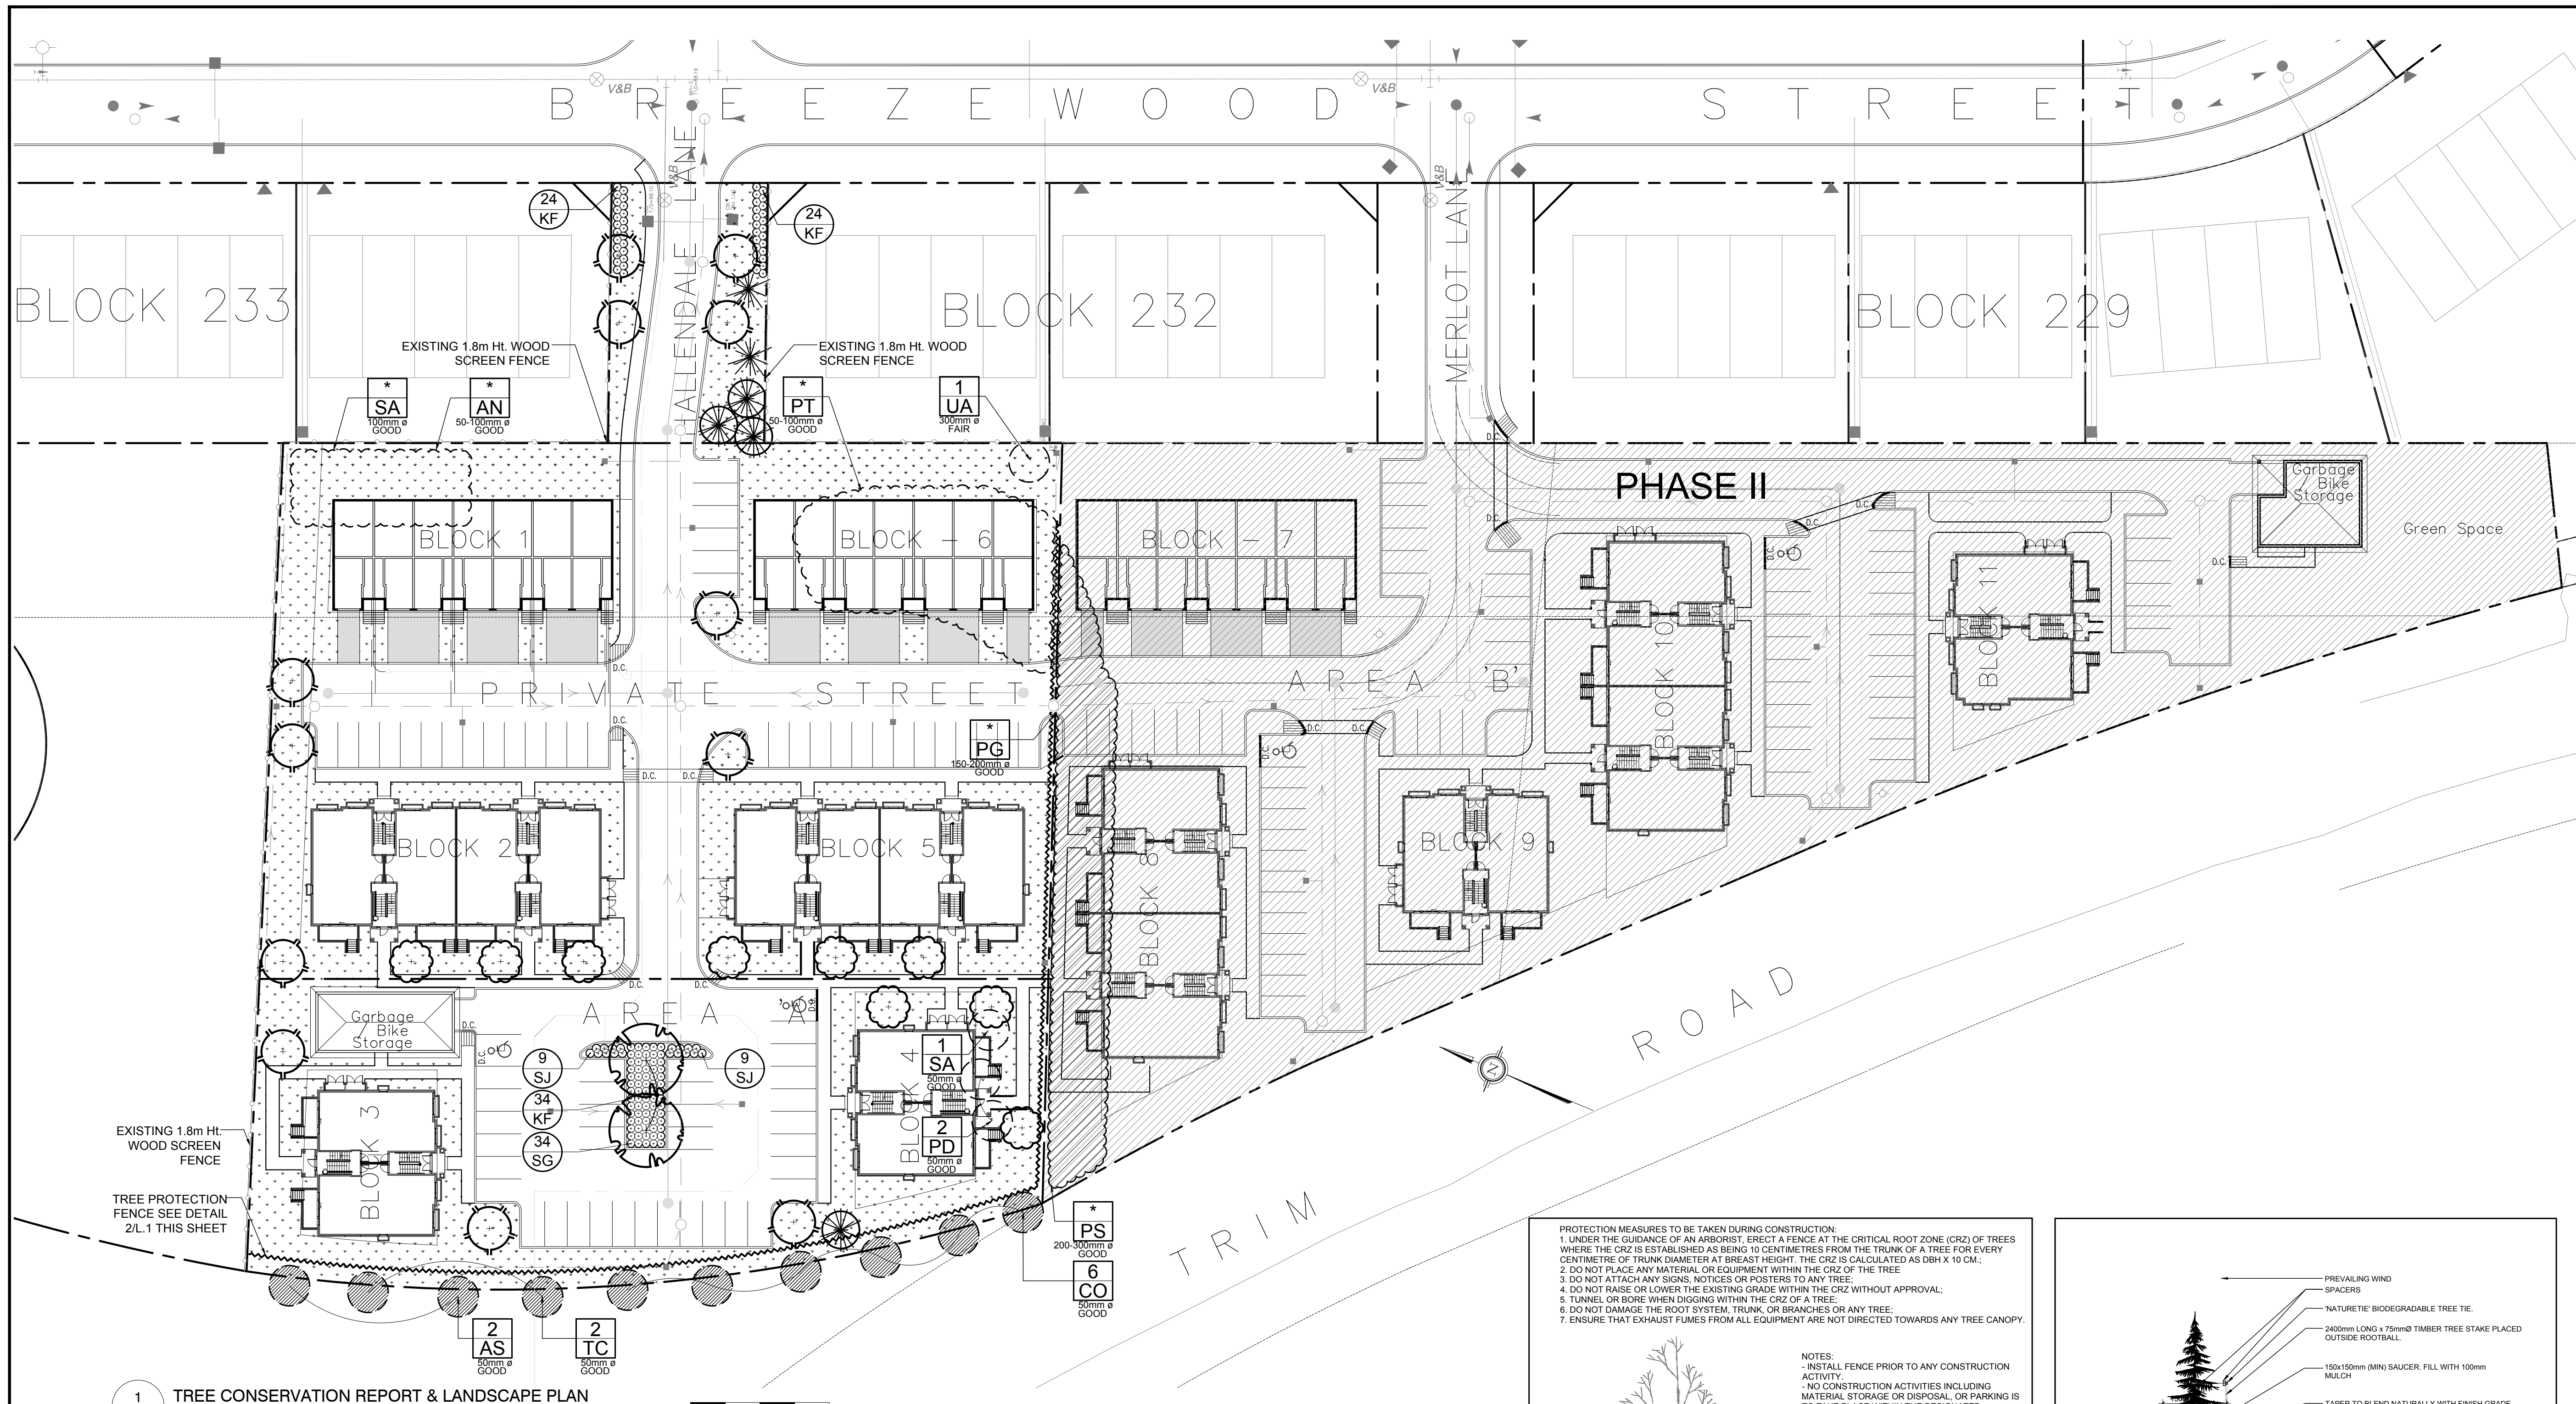 BREEZEWOOD STREET
V&B
V&B
V&B
V&B
LALENDALE LANE
MERLOT LANE
24
KF
24
KF
BLOCK 233
BLOCK 232
BLOCK 229
EXISTING 1.8m Ht. WOOD
SCREEN FENCE
EXISTING 1.8m Ht. WOOD
SCREEN FENCE
*
SA
100mm ø
GOOD
*
AN
50-100mm ø
GOOD
*
PT
50-100mm ø
GOOD
1
UA
300mm ø
FAIR
D.C.
PHASE II
Garbage
/ Bike
Storage
Green Space
D.C.
D.C.
D.C.
D.C.
D.C.
BLOCK 1
BLOCK - 6
BLOCK - 7
BLOCK 10
BLOCK 11
D.C.
PRIVATE STREET
AREA 'B'
D.C.
*
PG
150-200mm ø
GOOD
D.C.
D.C.
D.C.
D.C.
D.C.
BLOCK 2
BLOCK 5
BLOCK 8
BLOCK 9
D.C.
D.C.
Garbage
/ Bike
Storage
D.C.
D.C.
AREA 'A'
D.C.
9
SJ
9
SJ
34
KF
34
SG
BLOCK 3
BLOCK 4
1
SA
50mm ø
GOOD
2
PD
50mm ø
GOOD
N
TRIM ROAD
EXISTING 1.8m Ht.
WOOD SCREEN
FENCE
TREE PROTECTION
FENCE SEE DETAIL
2/L.1 THIS SHEET
*
PS
200-300mm ø
GOOD
6
CO
50mm ø
GOOD
2
AS
50mm ø
GOOD
2
TC
50mm ø
GOOD
1
TREE CONSERVATION REPORT & LANDSCAPE PLAN
PROTECTION MEASURES TO BE TAKEN DURING CONSTRUCTION:
1. UNDER THE GUIDANCE OF AN ARBORIST, ERECT A FENCE AT THE CRITICAL ROOT ZONE (CRZ) OF TREES
WHERE THE CRZ IS ESTABLISHED AS BEING 10 CENTIMETRES FROM THE TRUNK OF A TREE FOR EVERY
CENTIMETRE OF TRUNK DIAMETER AT BREAST HEIGHT. THE CRZ IS CALCULATED AS DBH X 10 CM.;
2. DO NOT PLACE ANY MATERIAL OR EQUIPMENT WITHIN THE CRZ OF THE TREE
3. DO NOT ATTACH ANY SIGNS, NOTICES OR POSTERS TO ANY TREE;
4. DO NOT RAISE OR LOWER THE EXISTING GRADE WITHIN THE CRZ WITHOUT APPROVAL;
5. TUNNEL OR BORE WHEN DIGGING WITHIN THE CRZ OF A TREE;
6. DO NOT DAMAGE THE ROOT SYSTEM, TRUNK, OR BRANCHES OR ANY TREE;
7. ENSURE THAT EXHAUST FUMES FROM ALL EQUIPMENT ARE NOT DIRECTED TOWARDS ANY TREE CANOPY.
NOTES:
- INSTALL FENCE PRIOR TO ANY CONSTRUCTION
ACTIVITY.
- NO CONSTRUCTION ACTIVITIES INCLUDING
MATERIAL STORAGE OR DISPOSAL, OR PARKING IS
TO TAKE PLACE WITHIN THE DESIGNATED
PREVAILING WIND
SPACERS
'NATURETIE' BIODEGRADABLE TREE TIE.
2400mm LONG x 75mmØ TIMBER TREE STAKE PLACED
OUTSIDE ROOTBALL.
150x150mm (MIN) SAUCER. FILL WITH 100mm
MULCH
TAPER TO BLEND NATURALLY WITH FINISH GRADE